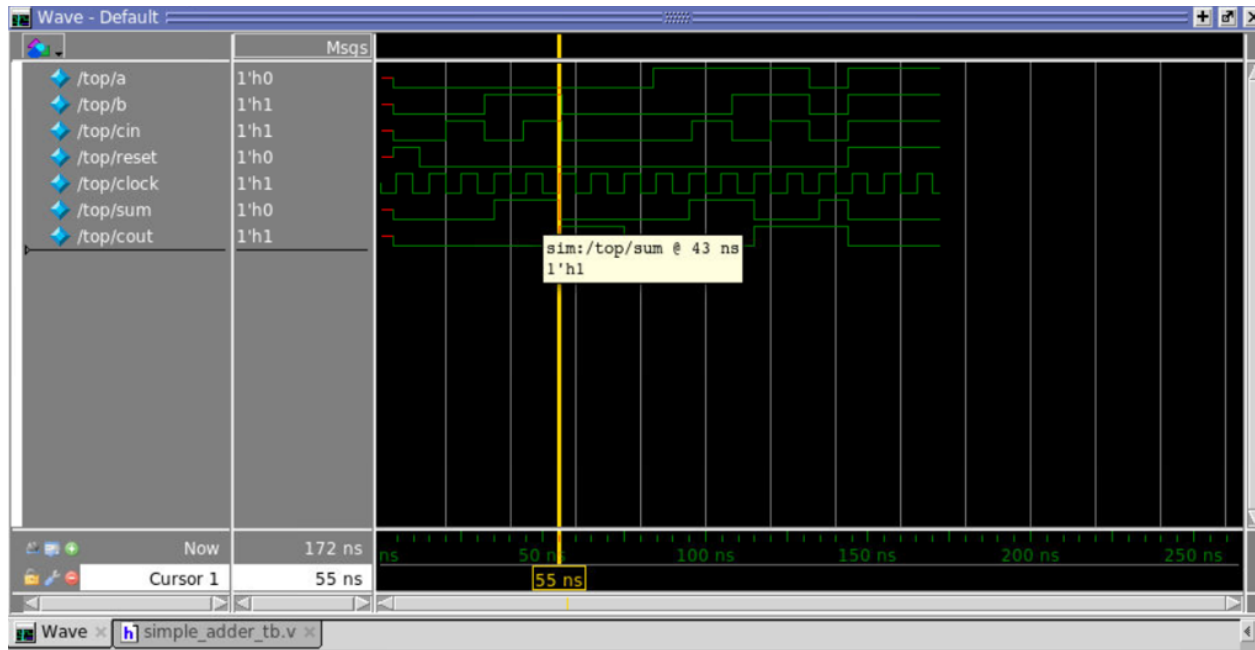 Wave - Default
Msgs
/top/a 1'h0
/top/b 1'h1
/top/cin 1'h1
/top/reset 1'h0
/top/clock 1'h1
/top/sum 1'h0
/top/cout 1'h1
sim:/top/sum @ 43 ns
1'h1
Now 172 ns ns 50 ns 100 ns 150 ns 200 ns 250 ns
Cursor 1 55 ns 55 ns
Wave h simple_adder_tb.v